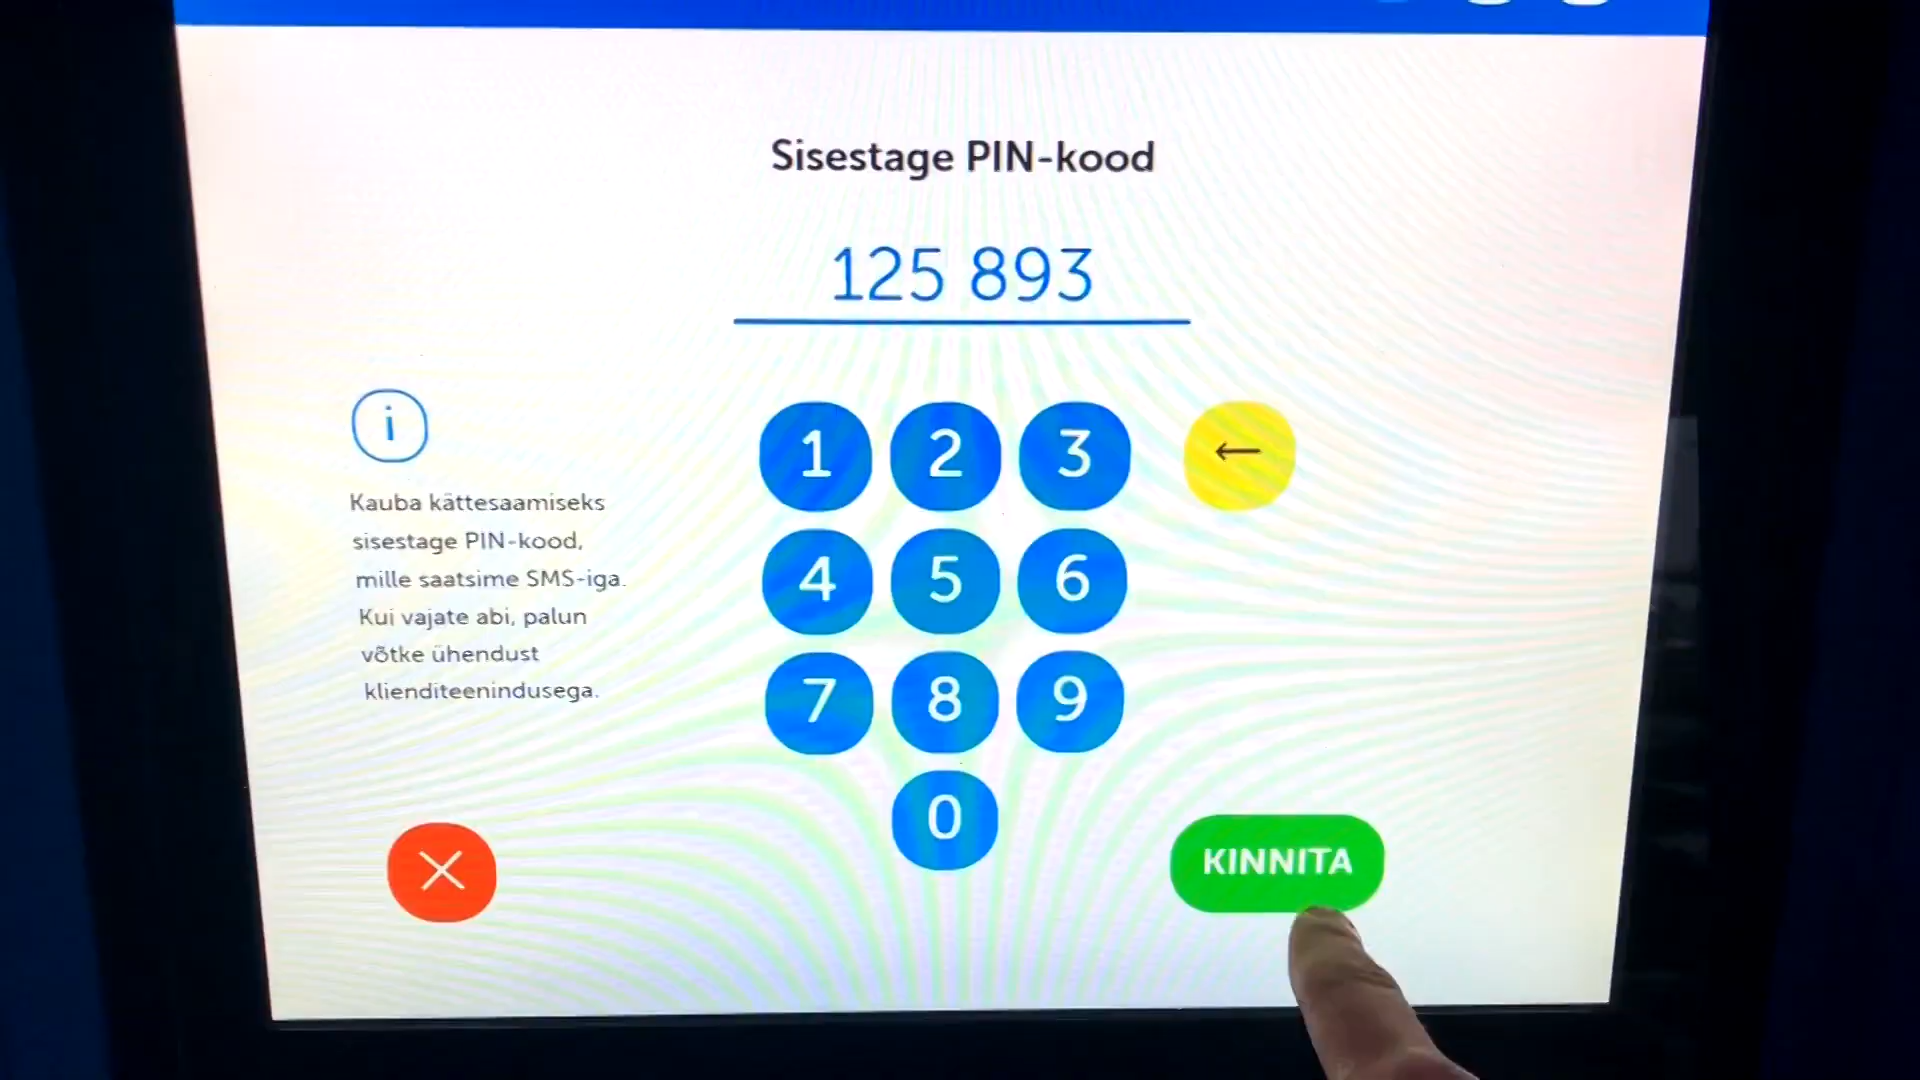 Sisestage PIN-kood
125 893
i
Kauba kättesaamiseks
sisestage PIN-kood,
mille saatsime SMS-iga.
Kui vajate abi, palun
võtke ühendust
klienditeenindusega.
1 2 3 ←
4 5 6
7 8 9
0
KINNITA